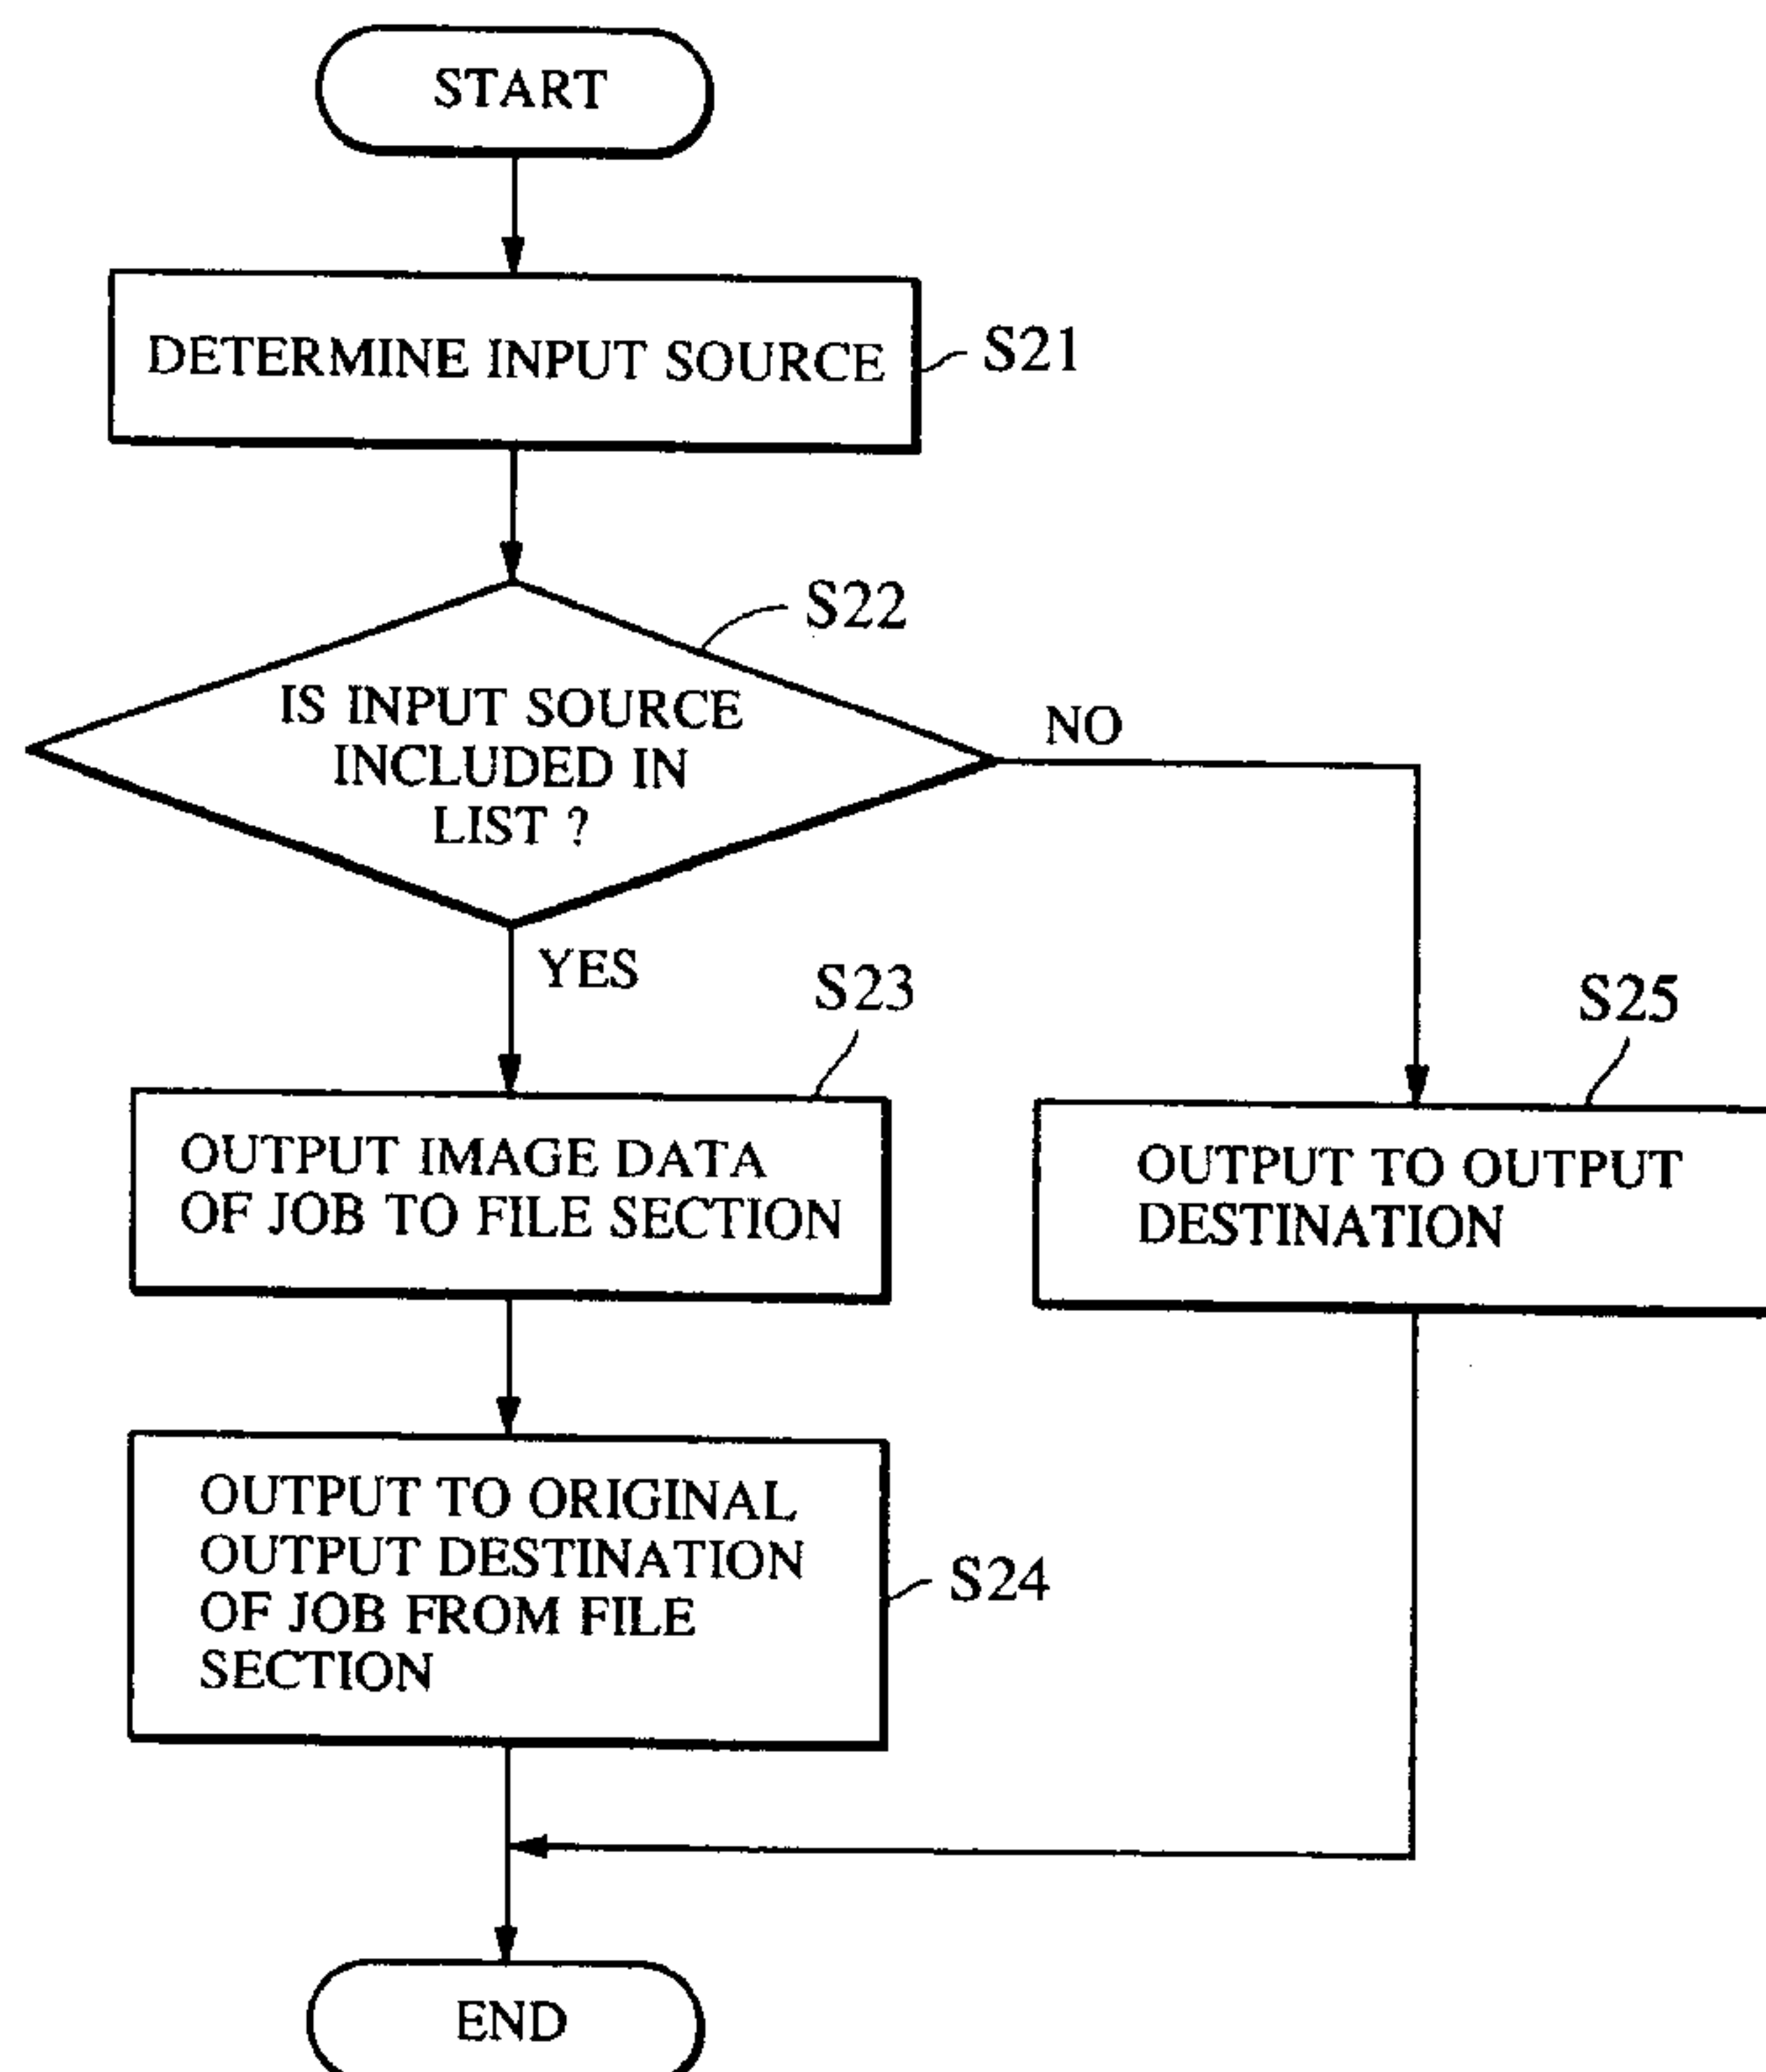 START
DETERMINE INPUT SOURCE
S21
S22
IS INPUT SOURCE
INCLUDED IN
LIST ?
NO
YES
S23
OUTPUT IMAGE DATA
OF JOB TO FILE SECTION
S25
OUTPUT TO OUTPUT
DESTINATION
OUTPUT TO ORIGINAL
OUTPUT DESTINATION
OF JOB FROM FILE
SECTION
S24
END